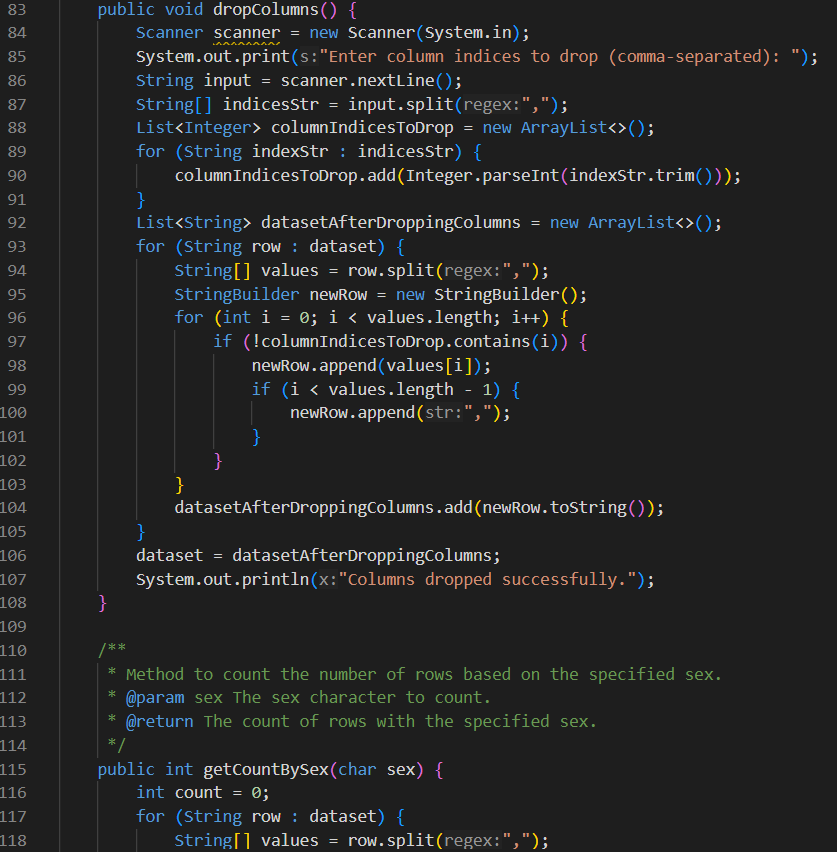 83 public void dropColumns() {
84 Scanner scanner = new Scanner(System.in);
85 System.out.print(s:"Enter column indices to drop (comma-separated): ");
86 String input = scanner.nextLine();
87 String[] indicesStr = input.split(regex:",");
88 List<Integer> columnIndicesToDrop = new ArrayList<>();
89 for (String indexStr : indicesStr) {
90 columnIndicesToDrop.add(Integer.parseInt(indexStr.trim()));
91 }
92 List<String> datasetAfterDroppingColumns = new ArrayList<>();
93 for (String row : dataset) {
94 String[] values = row.split(regex:",");
95 StringBuilder newRow = new StringBuilder();
96 for (int i = 0; i < values.length; i++) {
97 if (!columnIndicesToDrop.contains(i)) {
98 newRow.append(values[i]);
99 if (i < values.length - 1) {
100 newRow.append(str:",");
101 }
102 }
103 }
104 datasetAfterDroppingColumns.add(newRow.toString());
105 }
106 dataset = datasetAfterDroppingColumns;
107 System.out.println(x:"Columns dropped successfully.");
108 }
109
110 /**
111 * Method to count the number of rows based on the specified sex.
112 * @param sex The sex character to count.
113 * @return The count of rows with the specified sex.
114 */
115 public int getCountBySex(char sex) {
116 int count = 0;
117 for (String row : dataset) {
118 String[] values = row.split(regex:",");